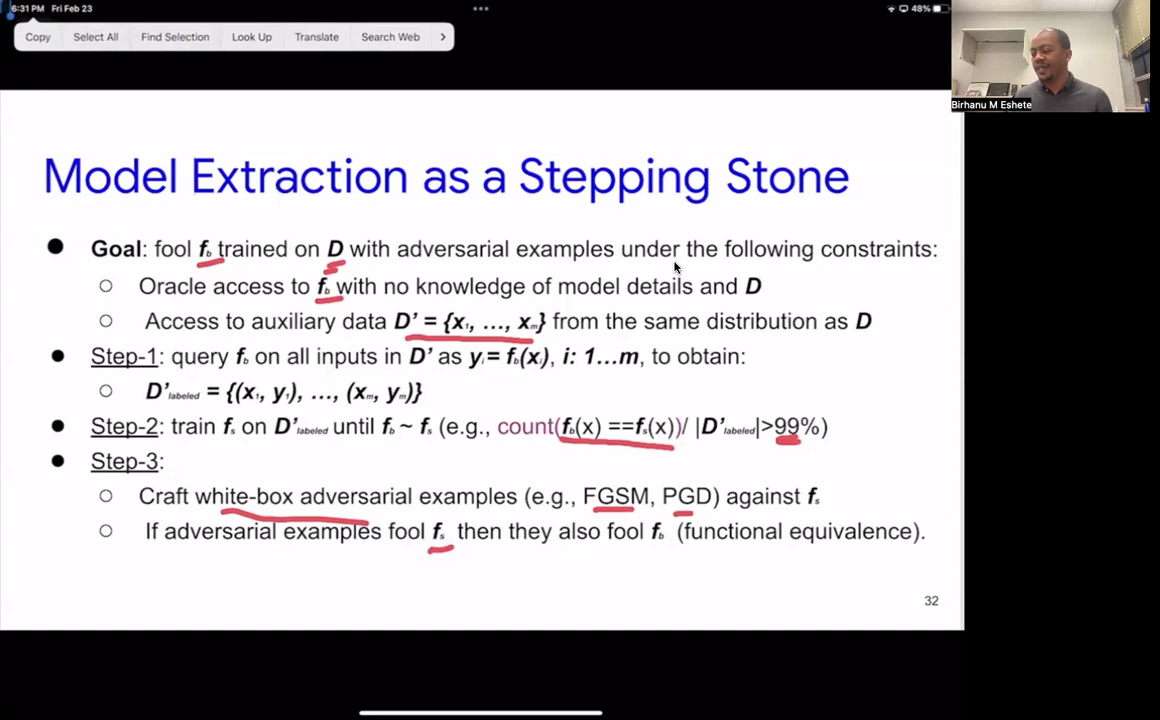 6:31 PM Fri Feb 23
48%
Copy Select All Find Selection Look Up Translate Search Web
Birhanu M Eshete
Model Extraction as a Stepping Stone
Goal: fool fb trained on D with adversarial examples under the following constraints:
Oracle access to fb with no knowledge of model details and D
Access to auxiliary data D' = {x1, ..., xm} from the same distribution as D
Step-1: query fb on all inputs in D' as yi = fb(xi), i: 1...m, to obtain:
D'labeled = {(x1, y1), ..., (xm, ym)}
Step-2: train fs on D'labeled until fb ~ fs (e.g., count(fb(x) ==fs(x))/ |D'labeled|>99%)
Step-3:
Craft white-box adversarial examples (e.g., FGSM, PGD) against fs
If adversarial examples fool fs then they also fool fb (functional equivalence).
32